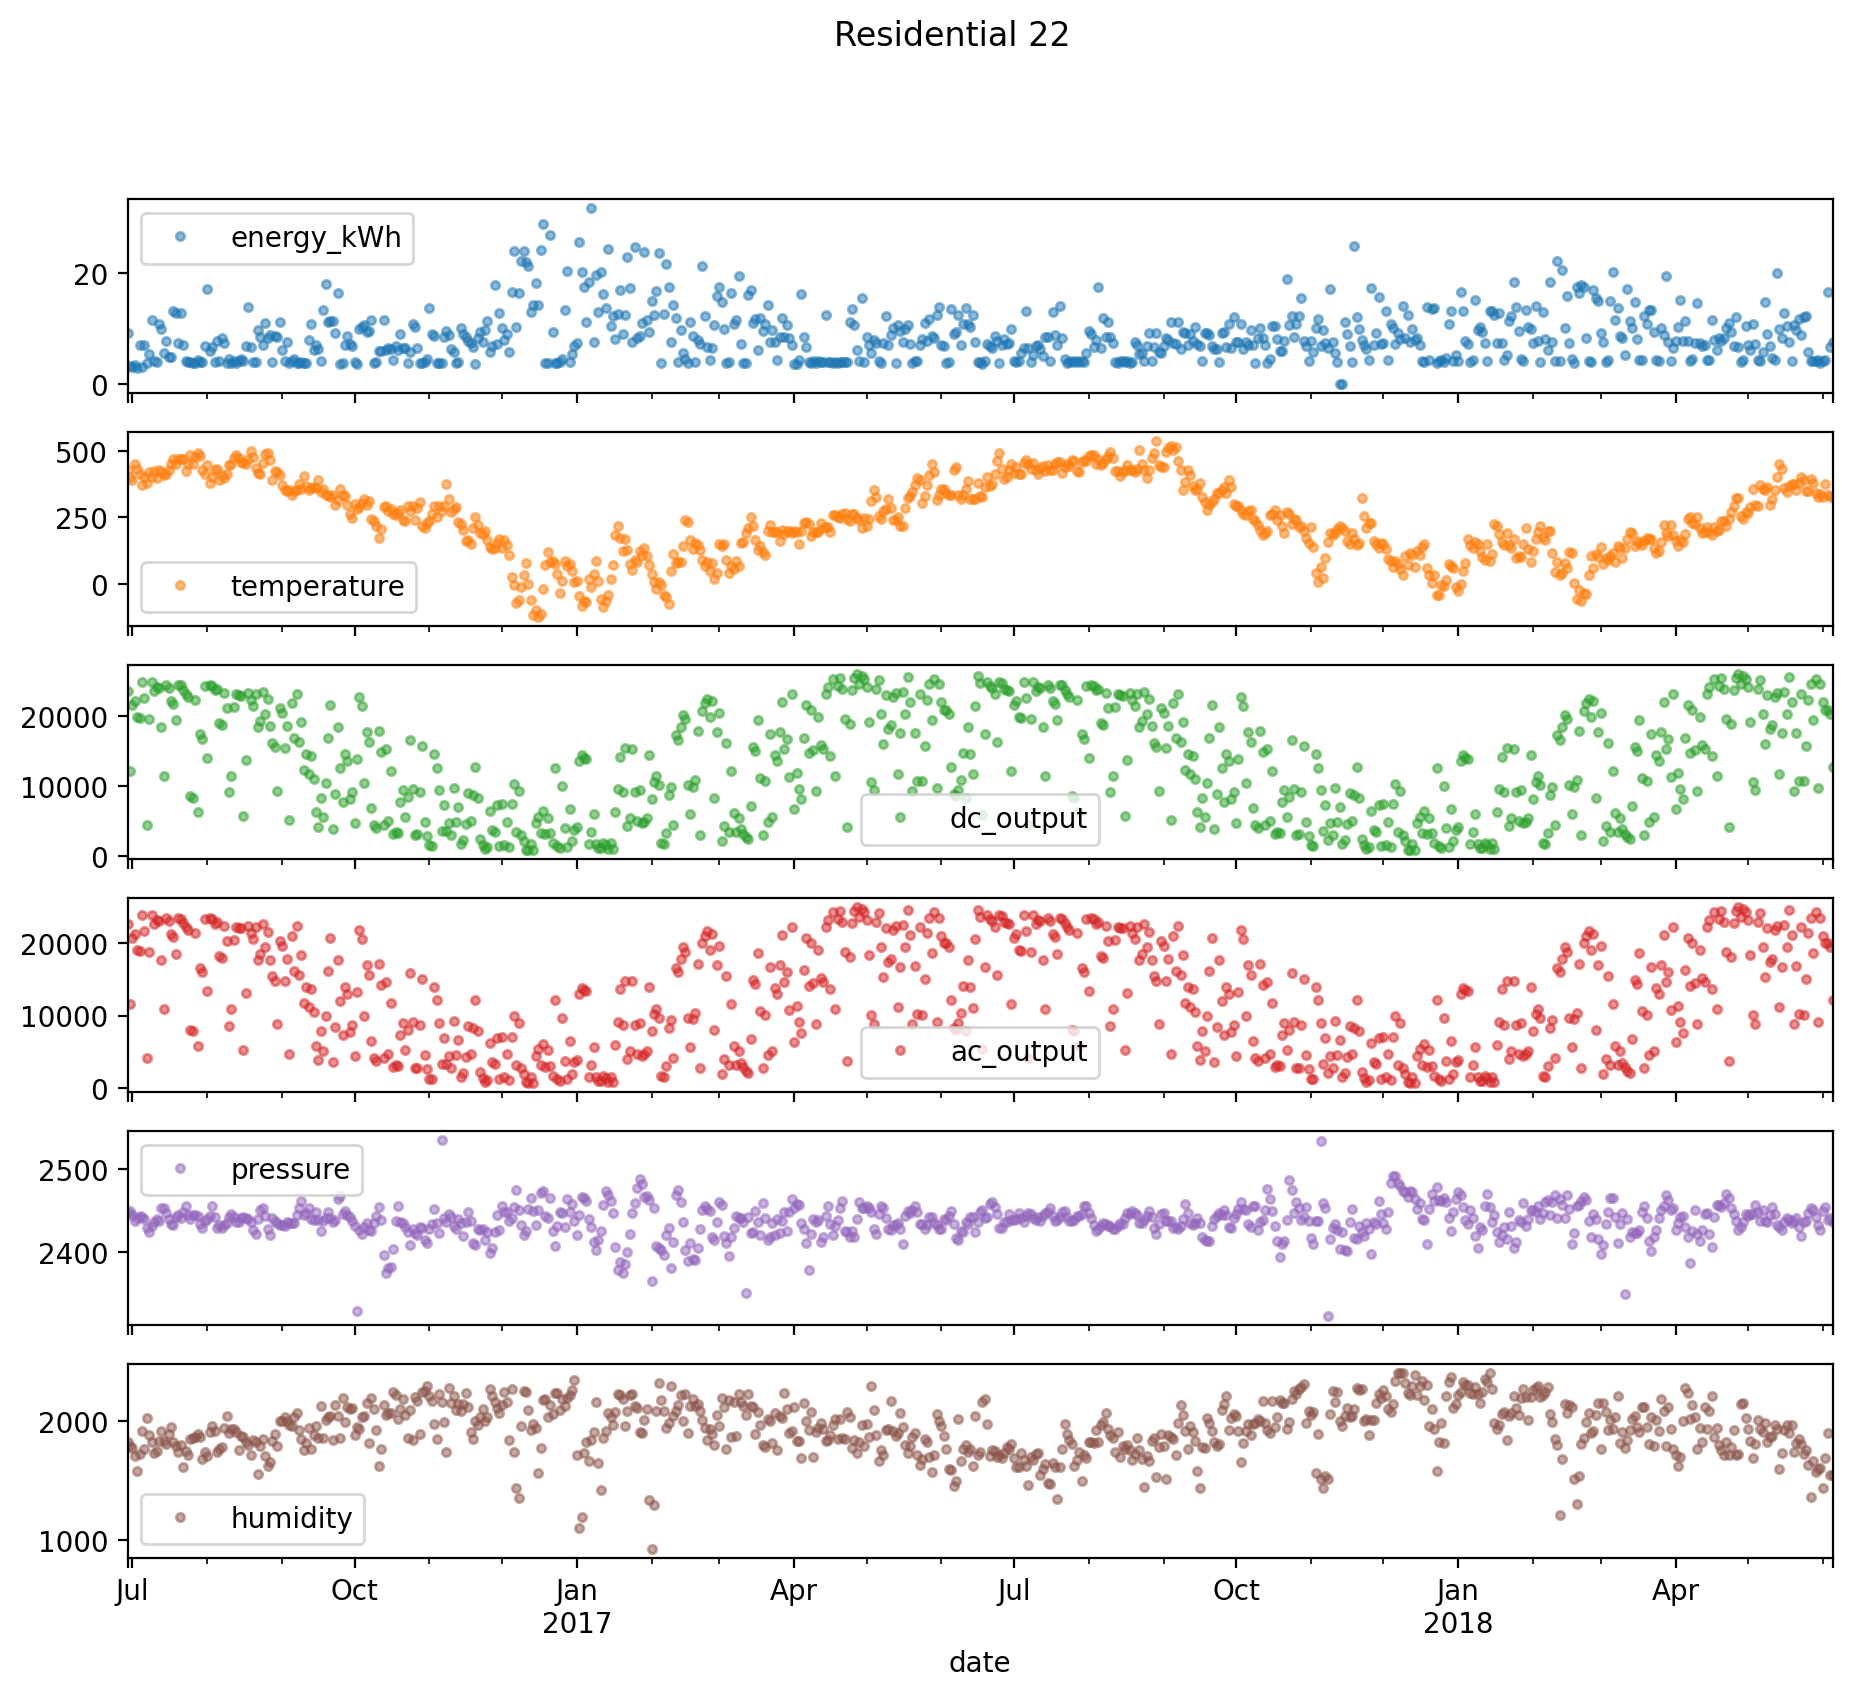 Residential 22
energy_kWh
20
0
500
250
0
temperature
20000
10000
0
dc_output
20000
10000
0
ac_output
pressure
2500
2400
2000
1000
humidity
Jul Oct Jan Apr Jul Oct Jan Apr
2017 2018
date